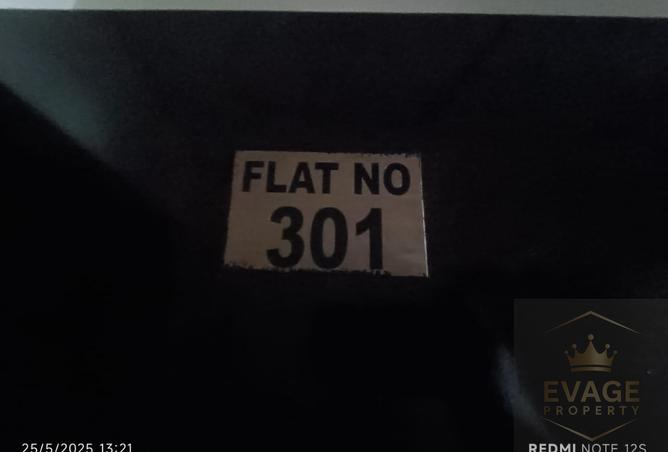 FLAT NO
301
EVAGE
PROPERTY
25/5/2025 13:21
REDMI NOTE 12S